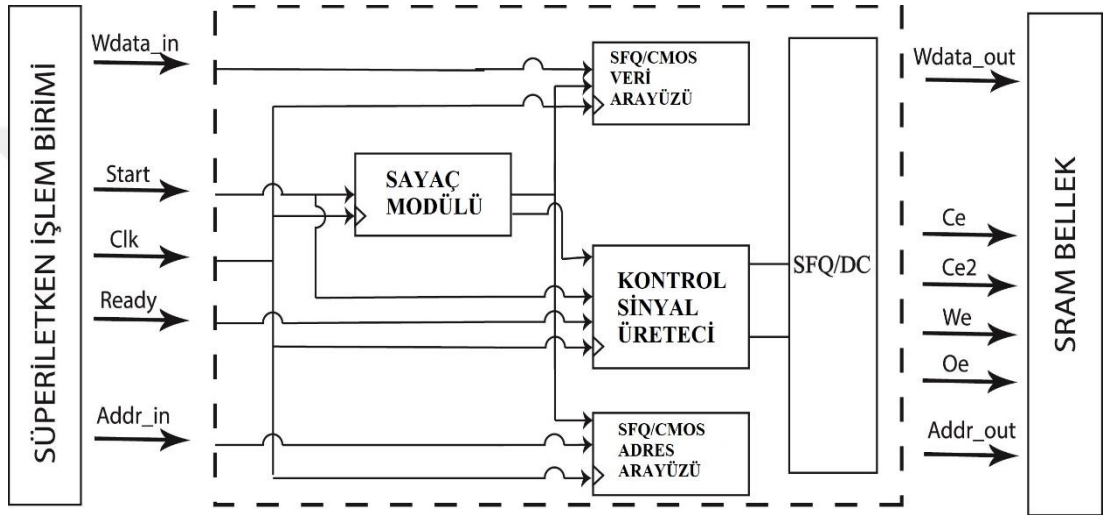 SÜPERİLETKEN İŞLEM BİRİMİ
Wdata_in
Start
Clk
Ready
Addr_in
SFQ/CMOS
VERİ
ARAYÜZÜ
SAYAÇ
MODÜLÜ
KONTROL
SİNYAL
ÜRETECİ
SFQ/CMOS
ADRES
ARAYÜZÜ
SFQ/DC
Wdata_out
Ce
Ce2
We
Oe
Addr_out
SRAM BELLEK